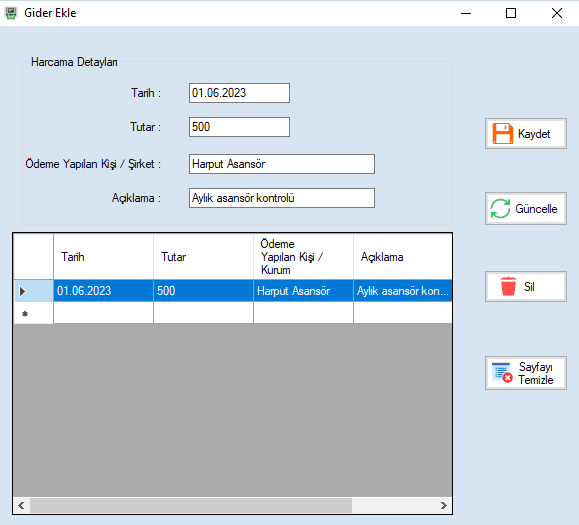 Gider Ekle
Harcama Detayları
Tarih : 01.06.2023
Tutar : 500
Ödeme Yapılan Kişi / Şirket : Harput Asansör
Açıklama : Aylık asansör kontrolü
Kaydet
Güncelle
Sil
Sayfayı
Temizle
Tarih Tutar Ödeme
Yapılan Kişi /
Kurum Açıklama
01.06.2023 500 Harput Asansör Aylık asansör kon...